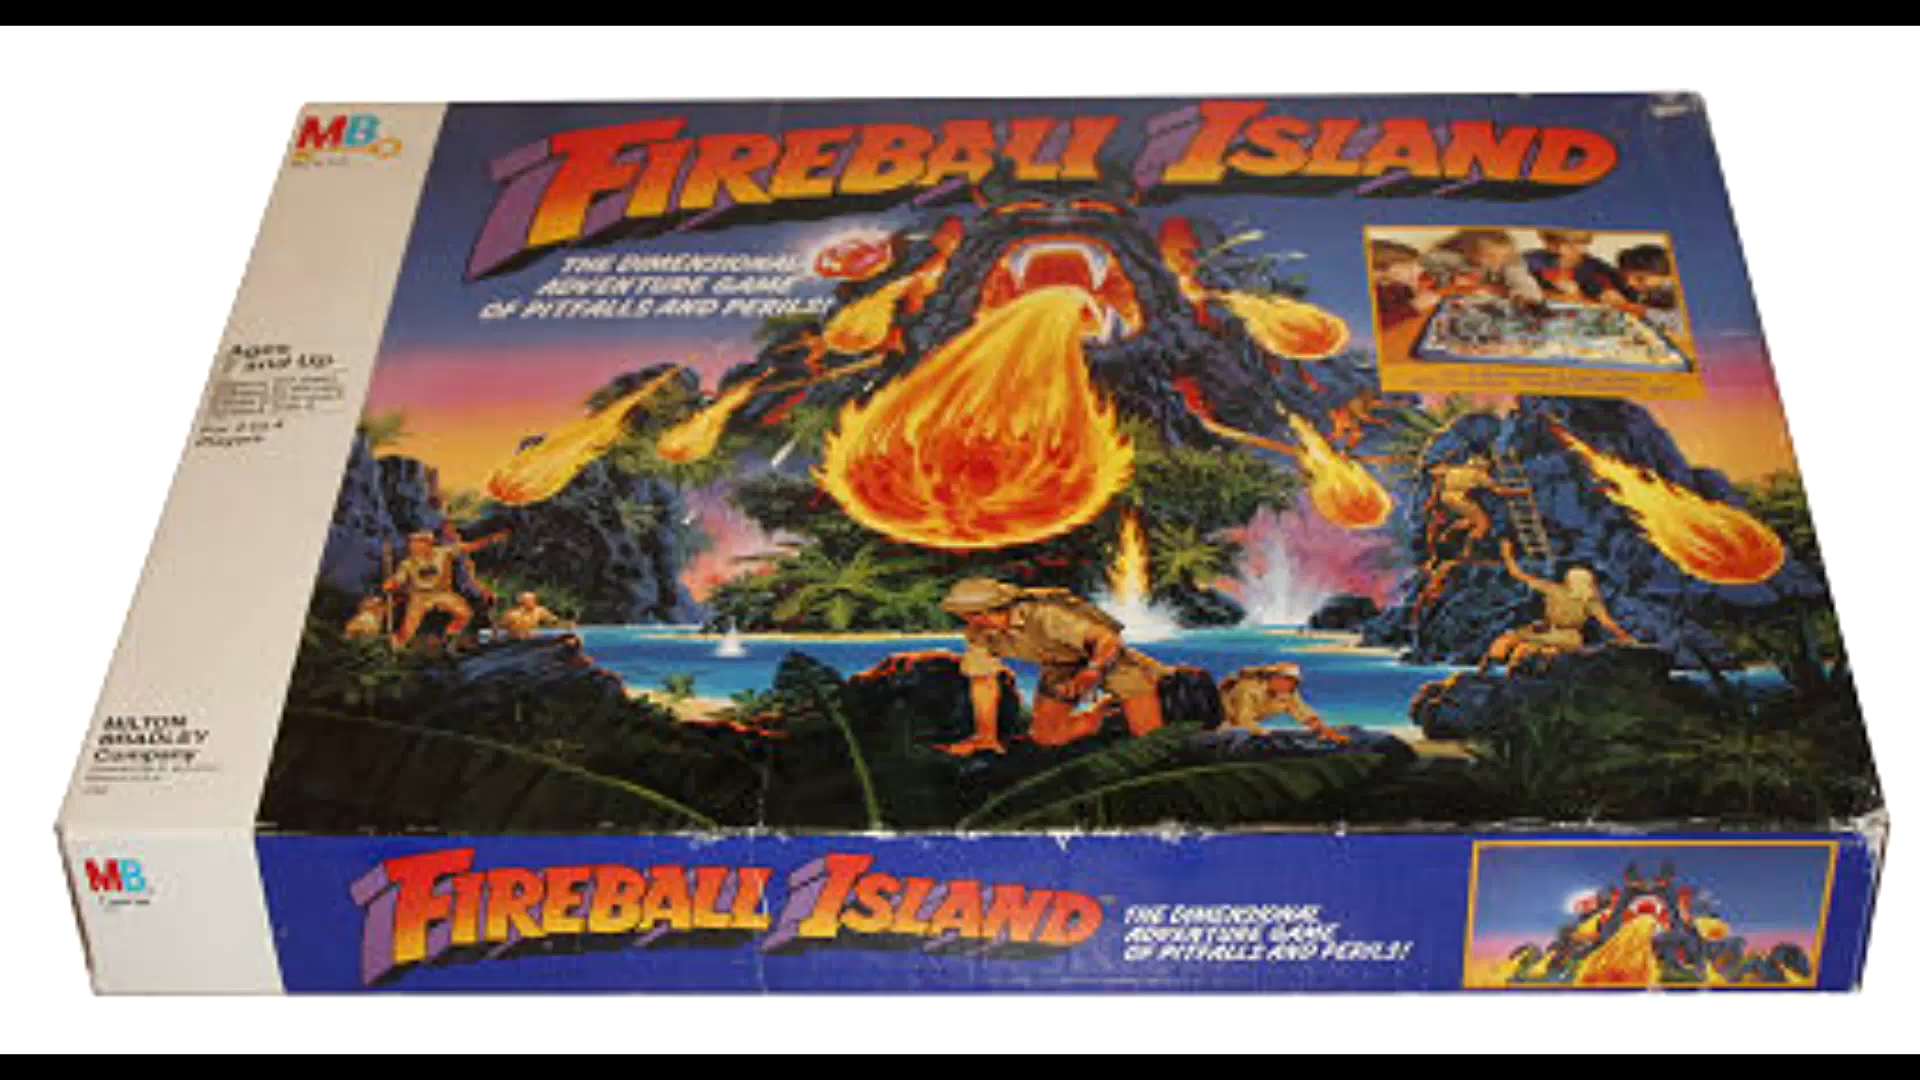 MB
FIREBALL ISLAND
THE DIMENSIONAL
ADVENTURE GAME
OF PITFALLS AND PERILS!
Ages
7 and Up
For 2 to 4
Players
MILTON
BRADLEY
Company
MB
FIREBALL ISLAND
THE DIMENSIONAL
ADVENTURE GAME
OF PITFALLS AND PERILS!